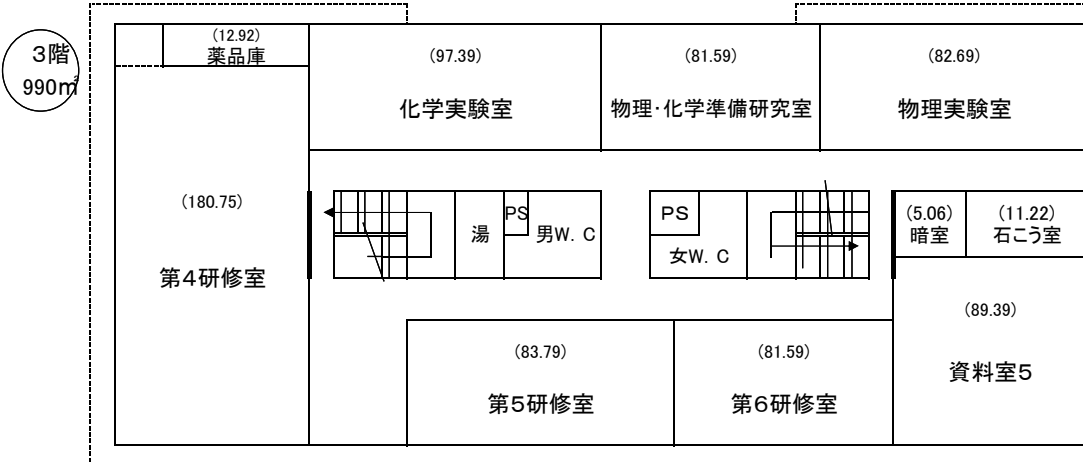 3階
990㎡
(12.92)
薬品庫
(97.39)
化学実験室
(81.59)
物理・化学準備研究室
(82.69)
物理実験室
(180.75)
第4研修室
湯
PS
男W. C
PS
女W. C
(5.06)
暗室
(11.22)
石こう室
(89.39)
資料室5
(83.79)
第5研修室
(81.59)
第6研修室